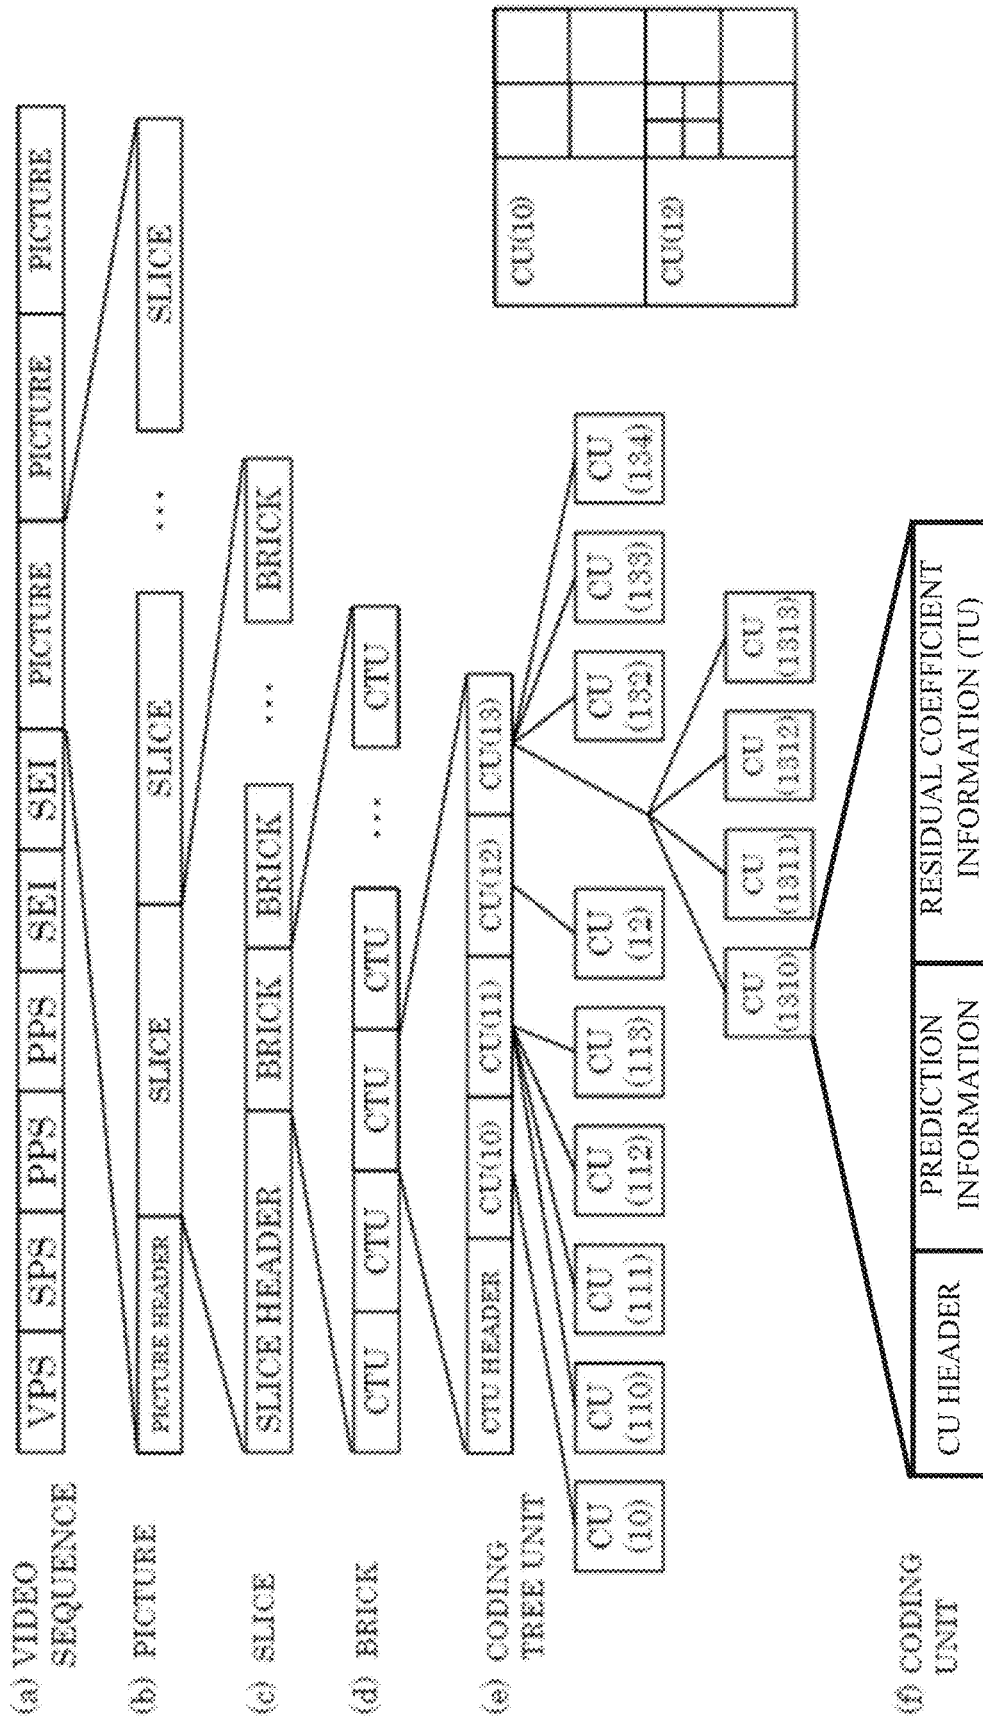 (a) VIDEO
SEQUENCE
VPS SPS PPS PPS SEI SEI PICTURE PICTURE PICTURE
(b) PICTURE
PICTURE HEADER SLICE SLICE ... SLICE
(c) SLICE
SLICE HEADER BRICK BRICK ... BRICK
(d) BRICK
CTU CTU CTU CTU ... CTU
(e) CODING
TREE UNIT
CTU HEADER CU(10) CU(11) CU(12) CU(13)
CU CU CU CU CU CU CU CU CU
(10) (110) (111) (112) (113) (12) (132) (133) (134)
CU CU CU CU
(1310) (1311) (1312) (1313)
CU(10)
CU(12)
(f) CODING
UNIT
CU HEADER
PREDICTION
INFORMATION
RESIDUAL COEFFICIENT
INFORMATION (TU)